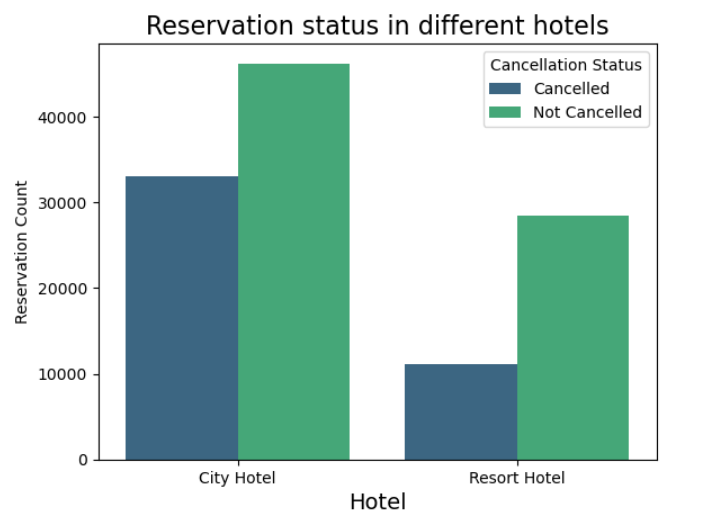 Reservation status in different hotels
Cancellation Status
Cancelled
Not Cancelled
Reservation Count
40000
30000
20000
10000
0
City Hotel
Resort Hotel
Hotel